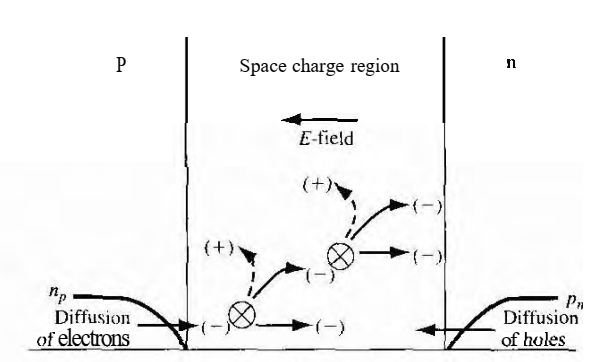 p
Space charge region
n
E-field
(+)
(−)
(+)
(−)
(−)
n_p
p_n
Diffusion
of electrons
(−)
(−)
Diffusion
of holes